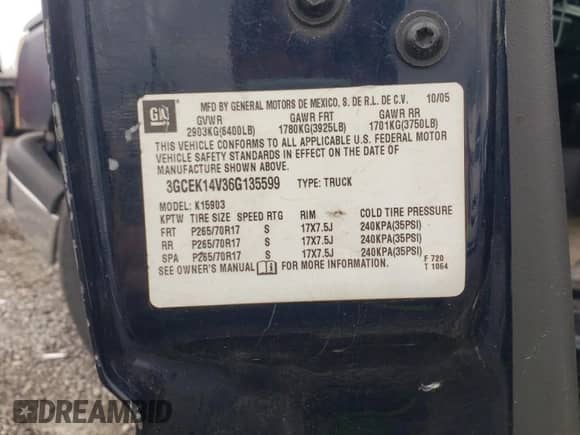 GM
MFD BY GENERAL MOTORS DE MEXICO, S. DE R.L. DE C.V. 10/05
GVWR GAWR FRT GAWR RR
2903KG(6400LB) 1780KG(3925LB) 1701KG(3750LB)
THIS VEHICLE CONFORMS TO ALL APPLICABLE U.S. FEDERAL MOTOR
VEHICLE SAFETY STANDARDS IN EFFECT ON THE DATE OF
MANUFACTURE SHOWN ABOVE.
3GCEK14V36G135599 TYPE: TRUCK
MODEL: K15903
KPTW TIRE SIZE SPEED RTG RIM COLD TIRE PRESSURE
FRT P265/70R17 S 17X7.5J 240KPA(35PSI)
RR P265/70R17 S 17X7.5J 240KPA(35PSI)
SPA P265/70R17 S 17X7.5J 240KPA(35PSI)
SEE OWNER'S MANUAL FOR MORE INFORMATION.
F 720
T 1064
DREAMBID